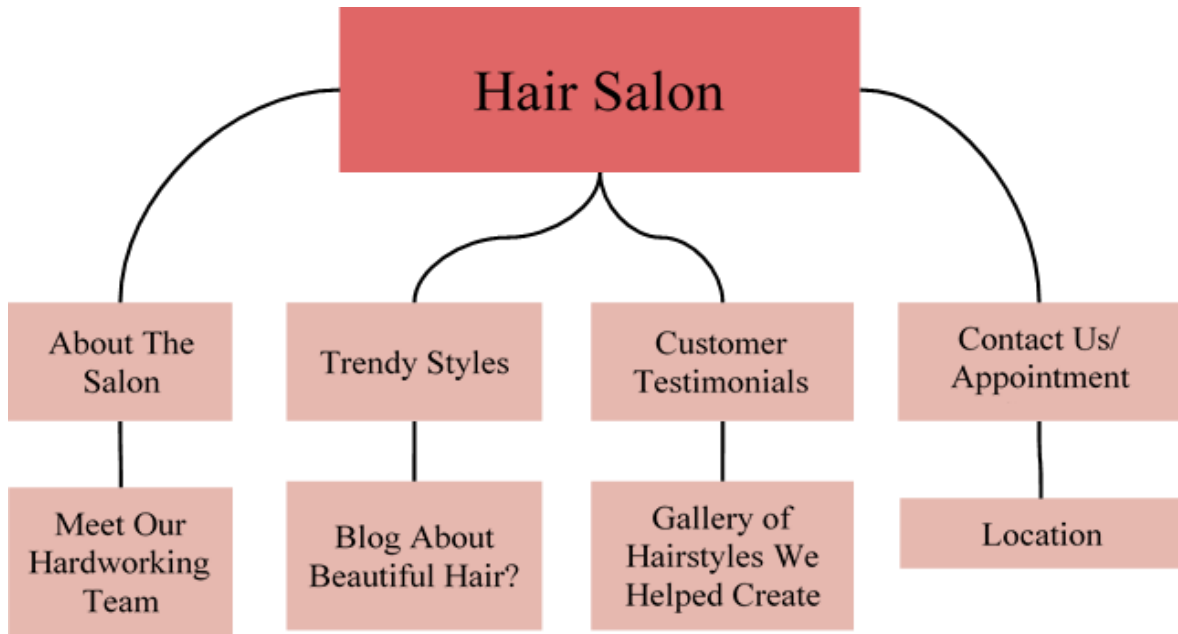 Hair Salon
About The
Salon
Trendy Styles
Customer
Testimonials
Contact Us/
Appointment
Meet Our
Hardworking
Team
Blog About
Beautiful Hair?
Gallery of
Hairstyles We
Helped Create
Location